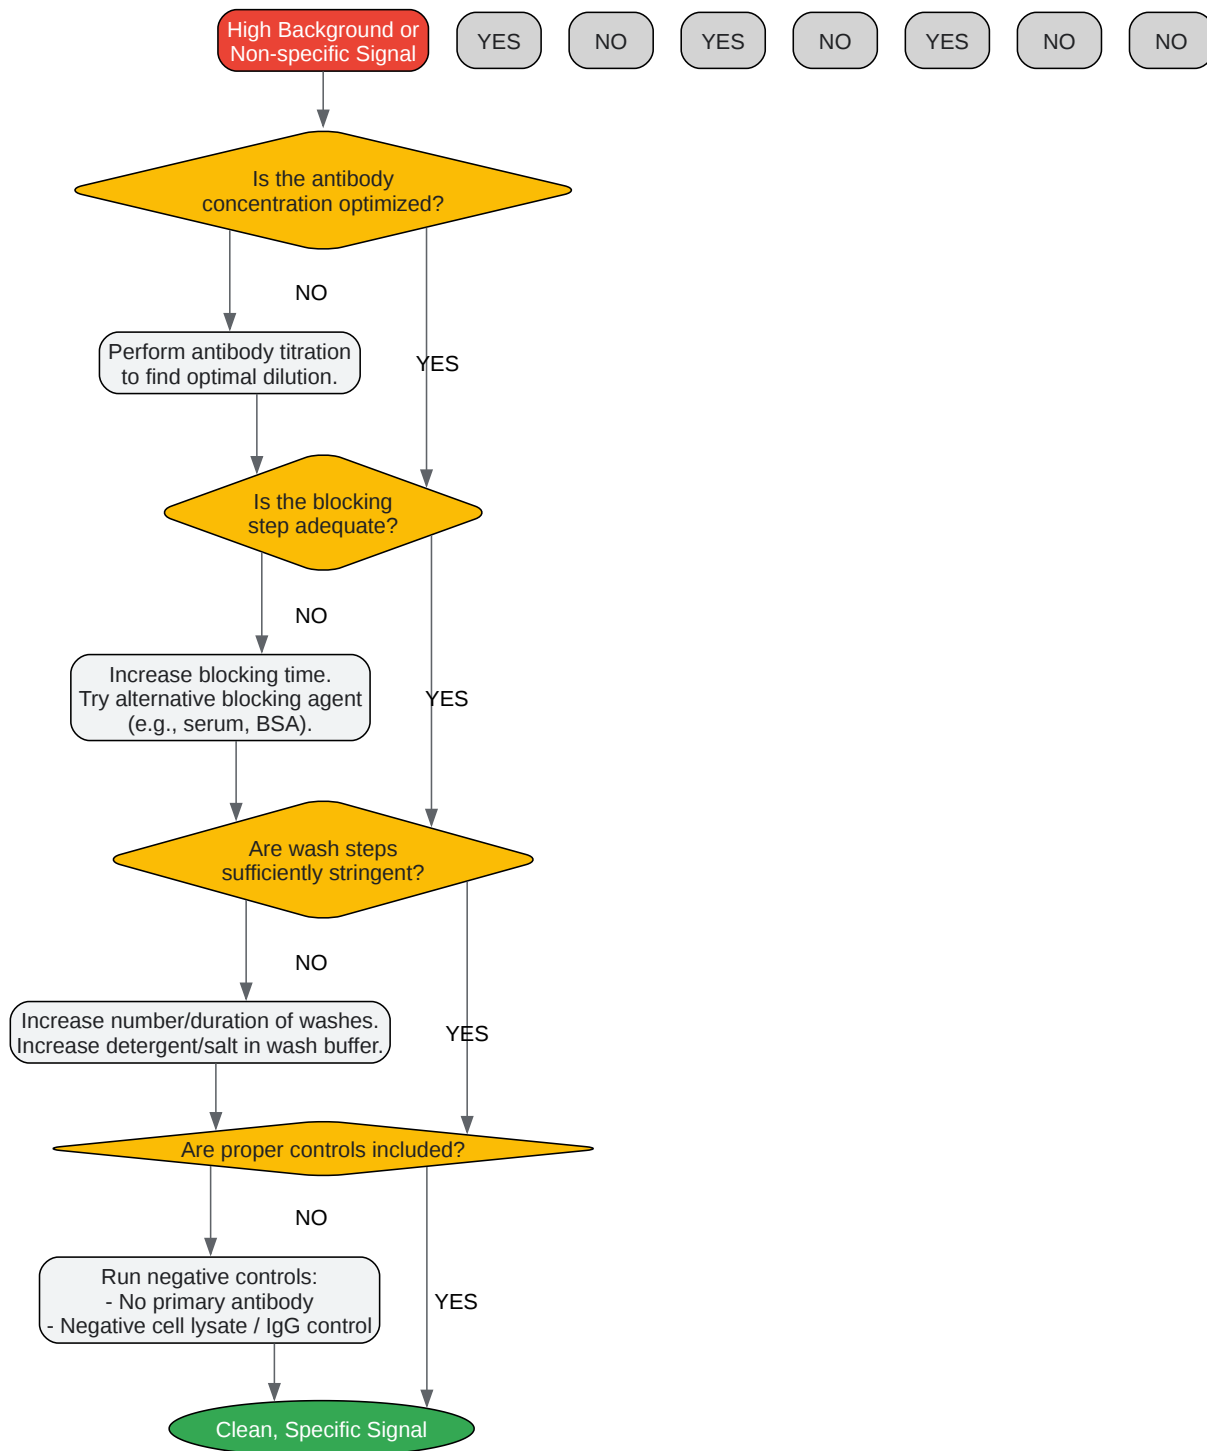 High Background or
Non-specific Signal
YES
NO
YES
NO
YES
NO
NO
Is the antibody
concentration optimized?
NO
Perform antibody titration
to find optimal dilution.
YES
Is the blocking
step adequate?
NO
Increase blocking time.
Try alternative blocking agent
(e.g., serum, BSA).
YES
Are wash steps
sufficiently stringent?
NO
Increase number/duration of washes.
Increase detergent/salt in wash buffer.
YES
Are proper controls included?
NO
Run negative controls:
- No primary antibody
- Negative cell lysate / IgG control
YES
Clean, Specific Signal